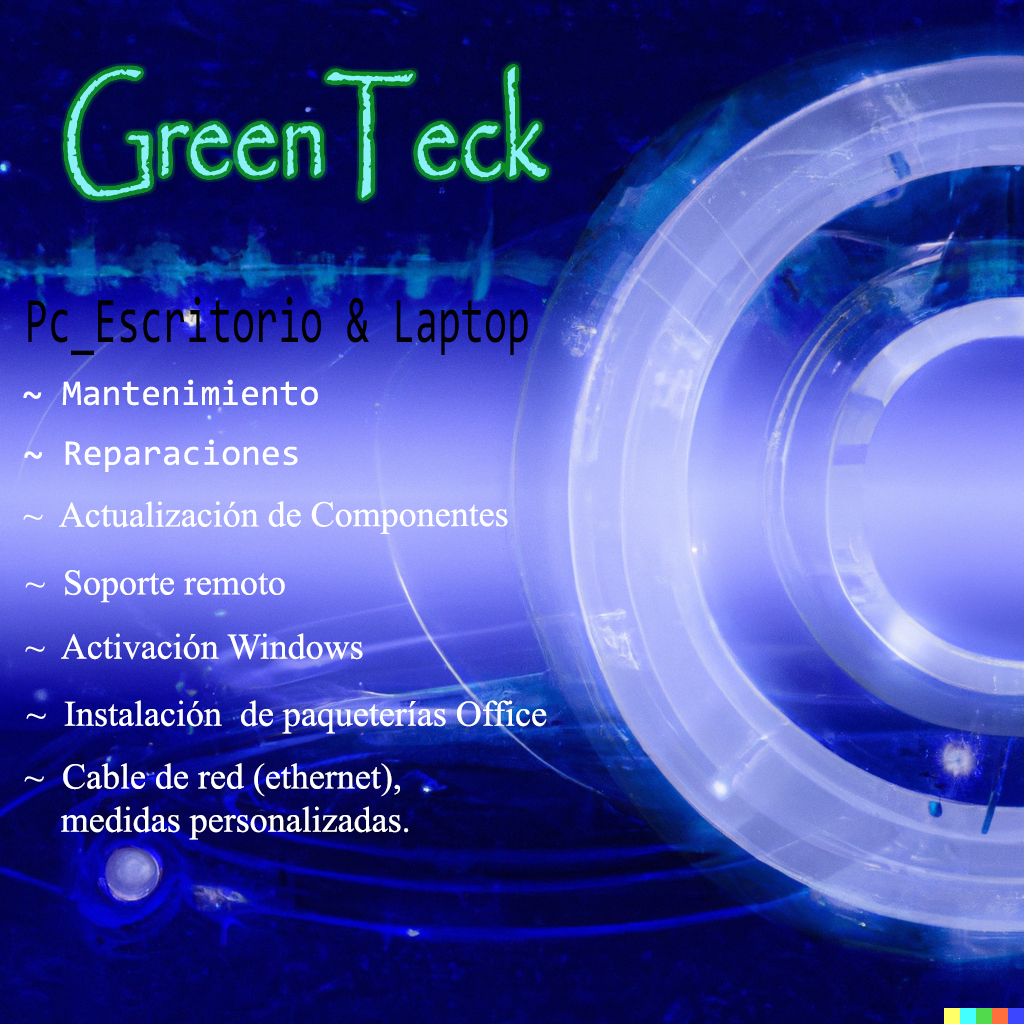 GreenTeck
Pc_Escritorio & Laptop
~ Mantenimiento
~ Reparaciones
~ Actualización de Componentes
~ Soporte remoto
~ Activación Windows
~ Instalación  de paqueterías Office
~ Cable de red (ethernet),
medidas personalizadas.